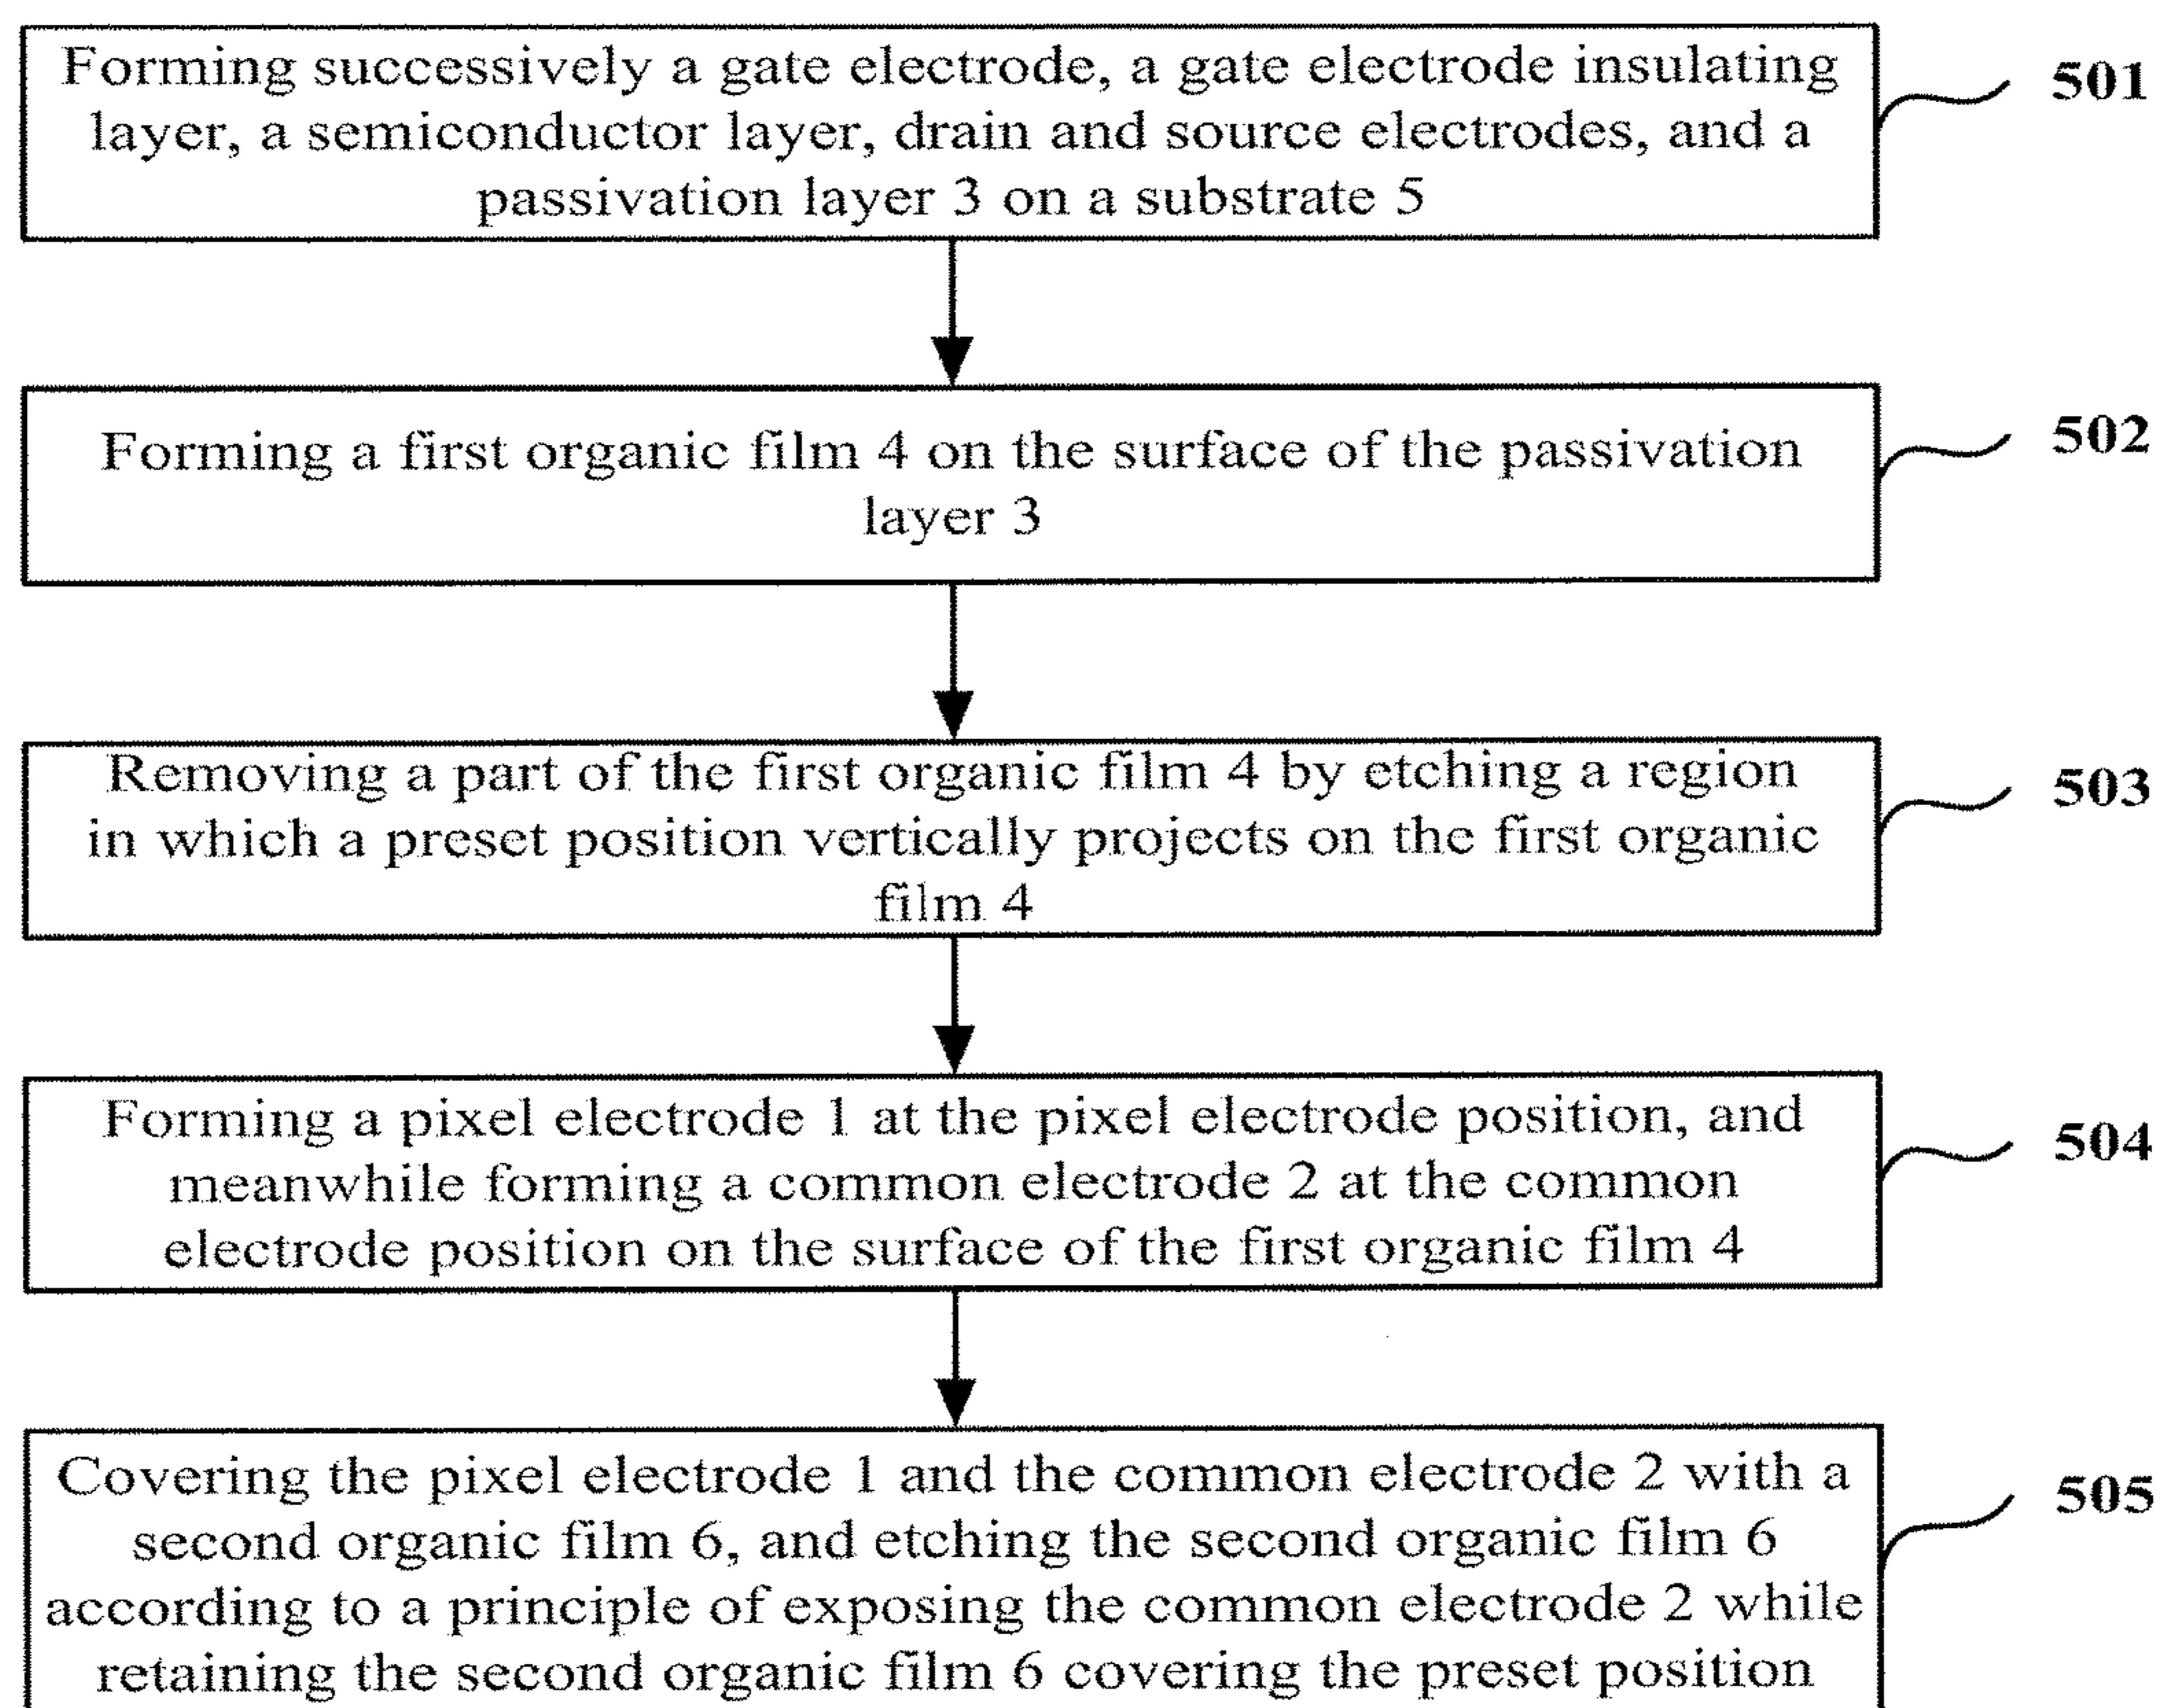 Forming successively a gate electrode, a gate electrode insulating
layer, a semiconductor layer, drain and source electrodes, and a
passivation layer 3 on a substrate 5
501
Forming a first organic film 4 on the surface of the passivation
layer 3
502
Removing a part of the first organic film 4 by etching a region
in which a preset position vertically projects on the first organic
film 4
503
Forming a pixel electrode 1 at the pixel electrode position, and
meanwhile forming a common electrode 2 at the common
electrode position on the surface of the first organic film 4
504
Covering the pixel electrode 1 and the common electrode 2 with a
second organic film 6, and etching the second organic film 6
according to a principle of exposing the common electrode 2 while
retaining the second organic film 6 covering the preset position
505